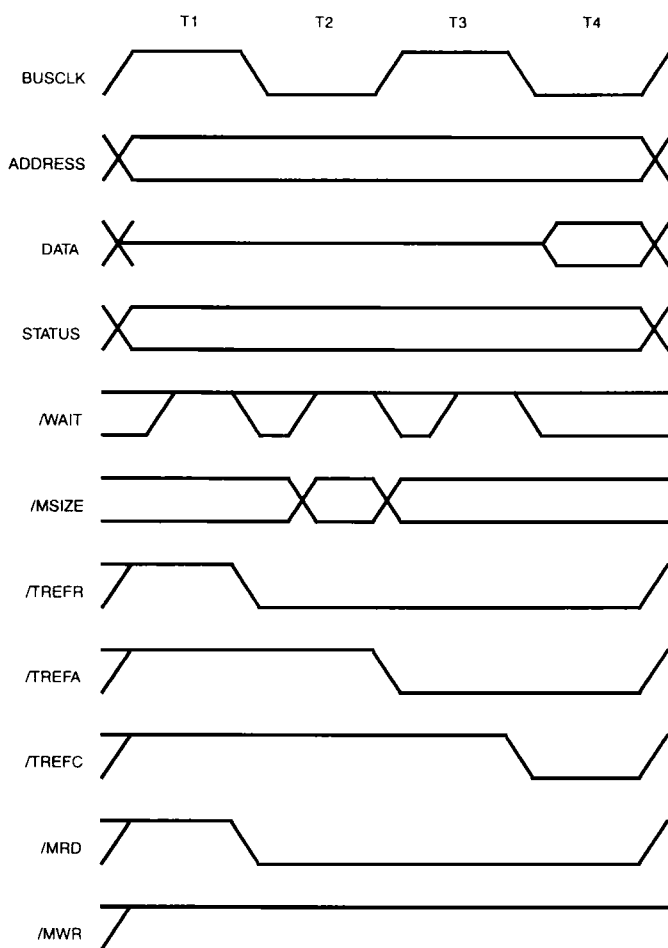 T1 T2 T3 T4
BUSCLK
ADDRESS
DATA
STATUS
/WAIT
/MSIZE
/TREFR
/TREFA
/TREFC
/MRD
/MWR